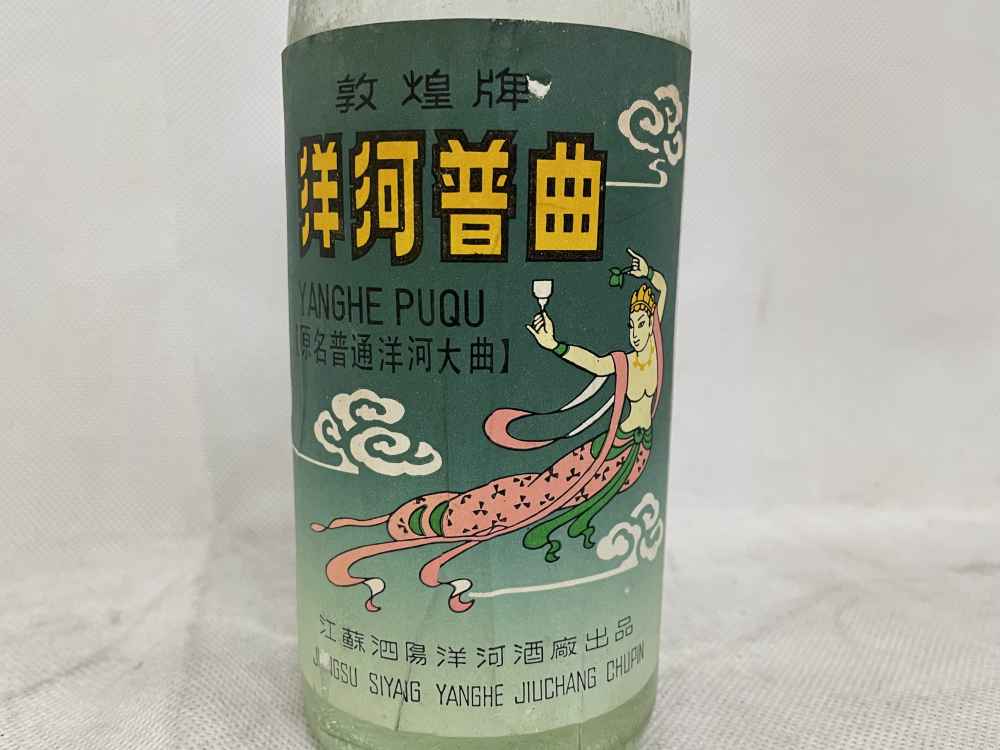 敦煌牌
洋河普曲
YANGHE PUQU
【原名普通洋河大曲】
江蘇泗陽洋河酒廠出品
JIANGSU SIYANG YANGHE JIUCHANG CHUPIN